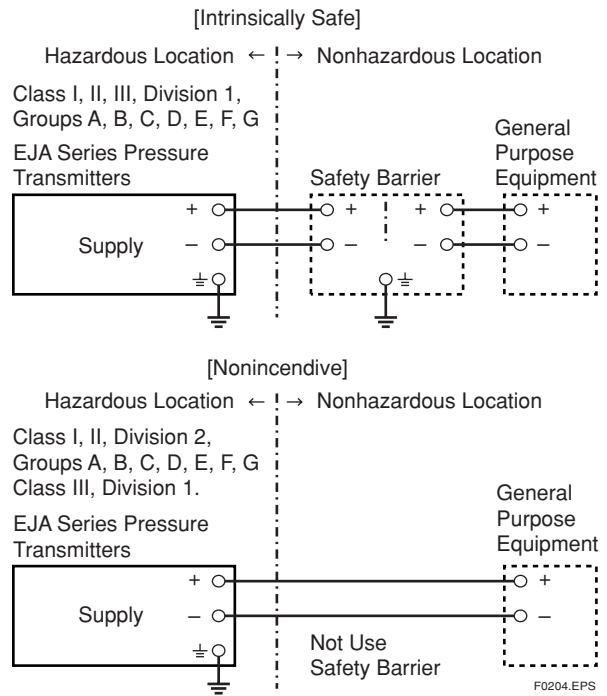 [Intrinsically Safe]
Hazardous Location ← → Nonhazardous Location
Class I, II, III, Division 1,
Groups A, B, C, D, E, F, G
EJA Series Pressure
Transmitters
Safety Barrier
General
Purpose
Equipment
+ + + +
Supply − − − −
[Nonincendive]
Hazardous Location ← → Nonhazardous Location
Class I, II, Division 2,
Groups A, B, C, D, E, F, G
Class III, Division 1.
EJA Series Pressure
Transmitters
General
Purpose
Equipment
+ +
Supply − −
Not Use
Safety Barrier
F0204.EPS